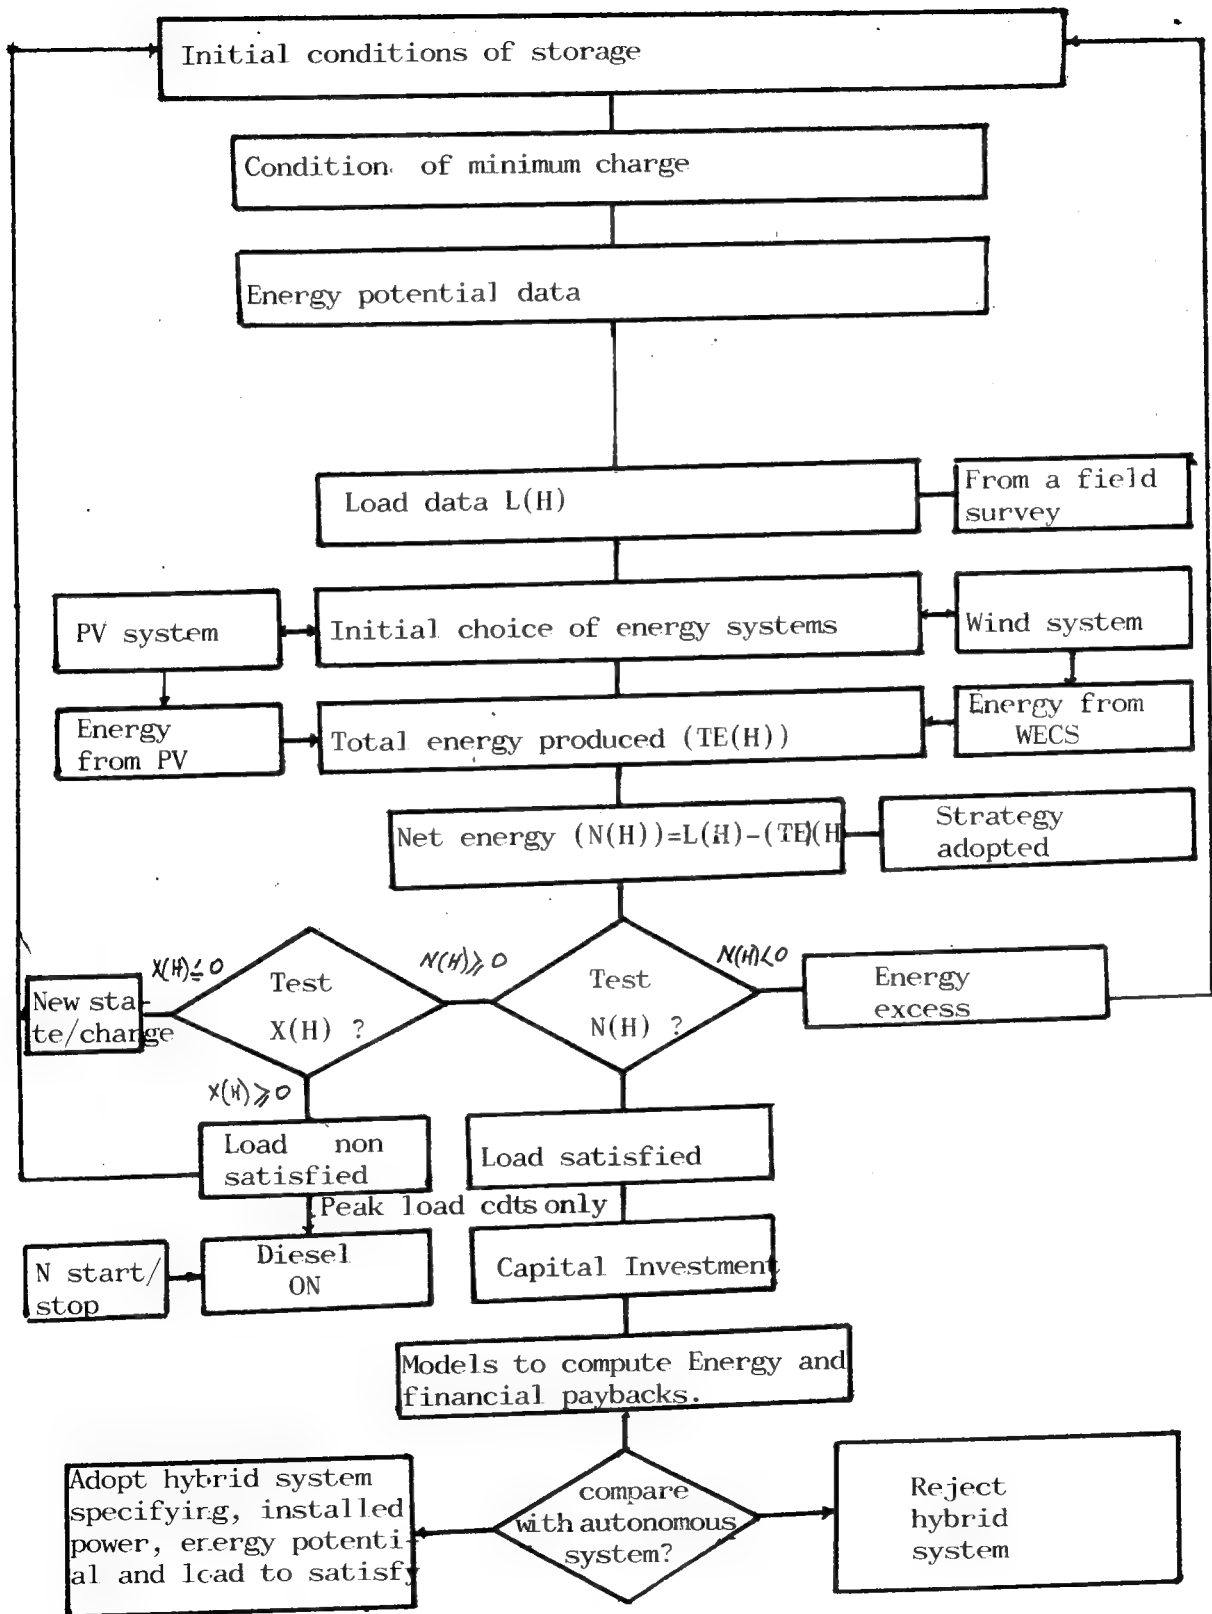 Initial conditions of storage
Condition of minimum charge
Energy potential data
Load data L(H)
From a field
survey
PV system
Initial choice of energy systems
Wind system
Energy
from PV
Total energy produced (TE(H))
Energy from
WECS
Net energy (N(H))=L(H)-(TE)(H
Strategy
adopted
X(H)≤0
Test
X(H) ?
N(H)⩾0
Test
N(H) ?
N(H)<0
Energy
excess
New sta-
te/change
X(H)⩾0
Load non
satisfied
Load satisfied
Peak load cdts only
N start/
stop
Diesel
ON
Capital Investment
Models to compute Energy and
financial paybacks.
Adopt hybrid system
specifying, installed
power, energy potenti-
al and load to satisfy
compare
with autonomous
system?
Reject
hybrid
system